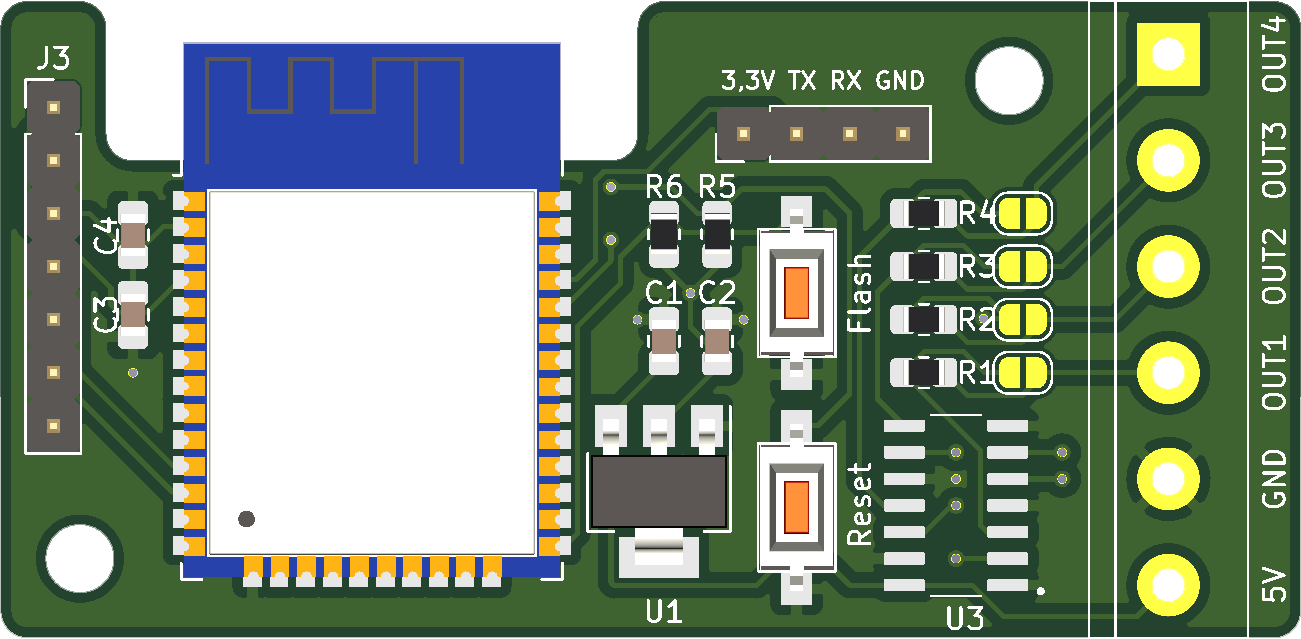 J3
3,3V TX RX GND
OUT4
OUT3
OUT2
OUT1
GND
5V
R6 R5
C4
C3
R4
R3
R2
R1
C1 C2
Flash
Reset
U1
U3